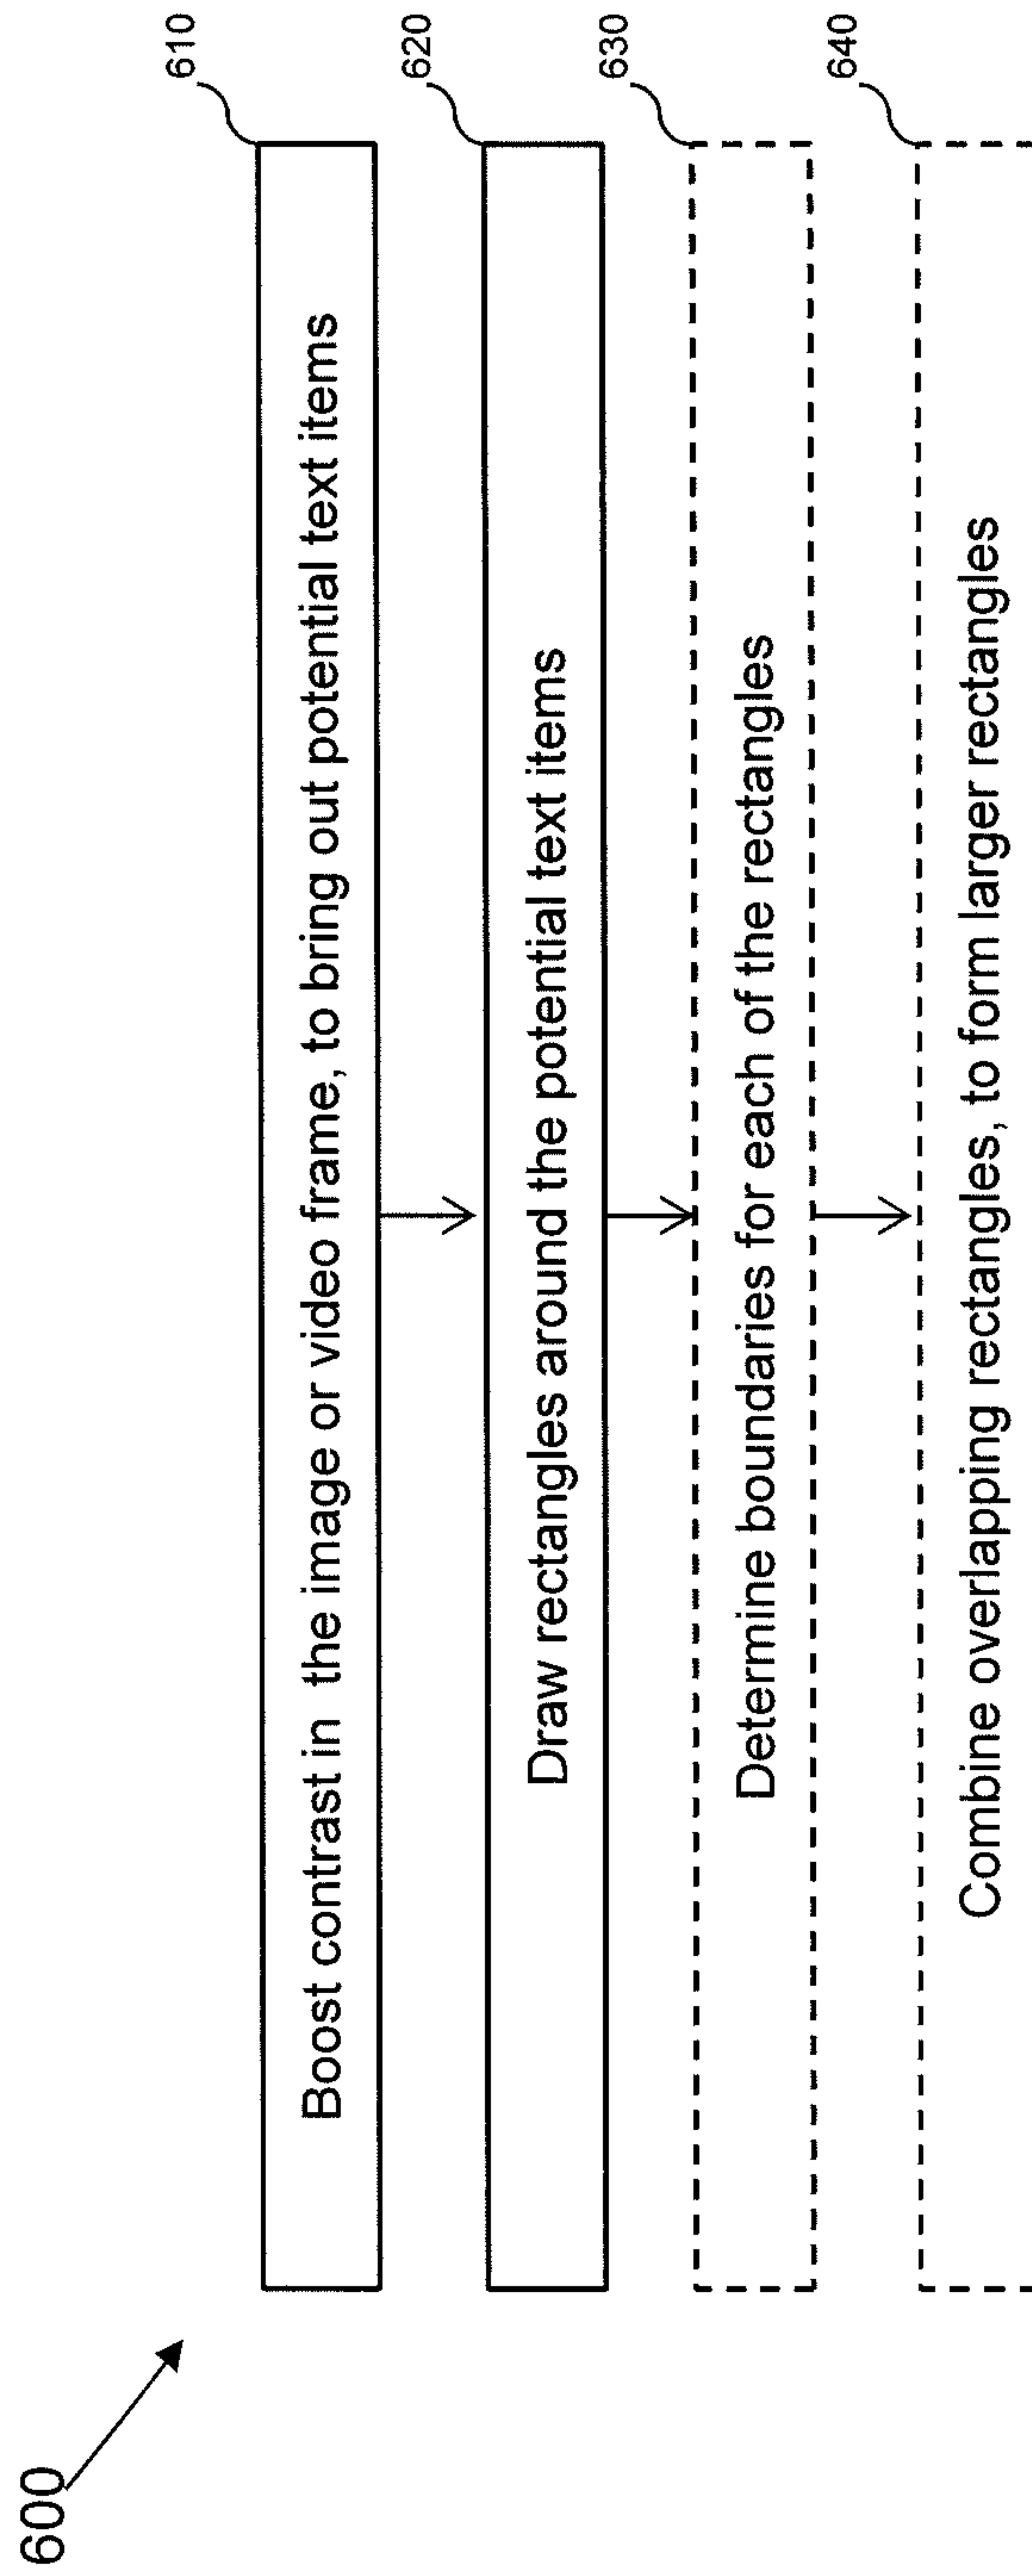 600
610
Boost contrast in the image or video frame, to bring out potential text items
620
Draw rectangles around the potential text items
630
Determine boundaries for each of the rectangles
640
Combine overlapping rectangles, to form larger rectangles